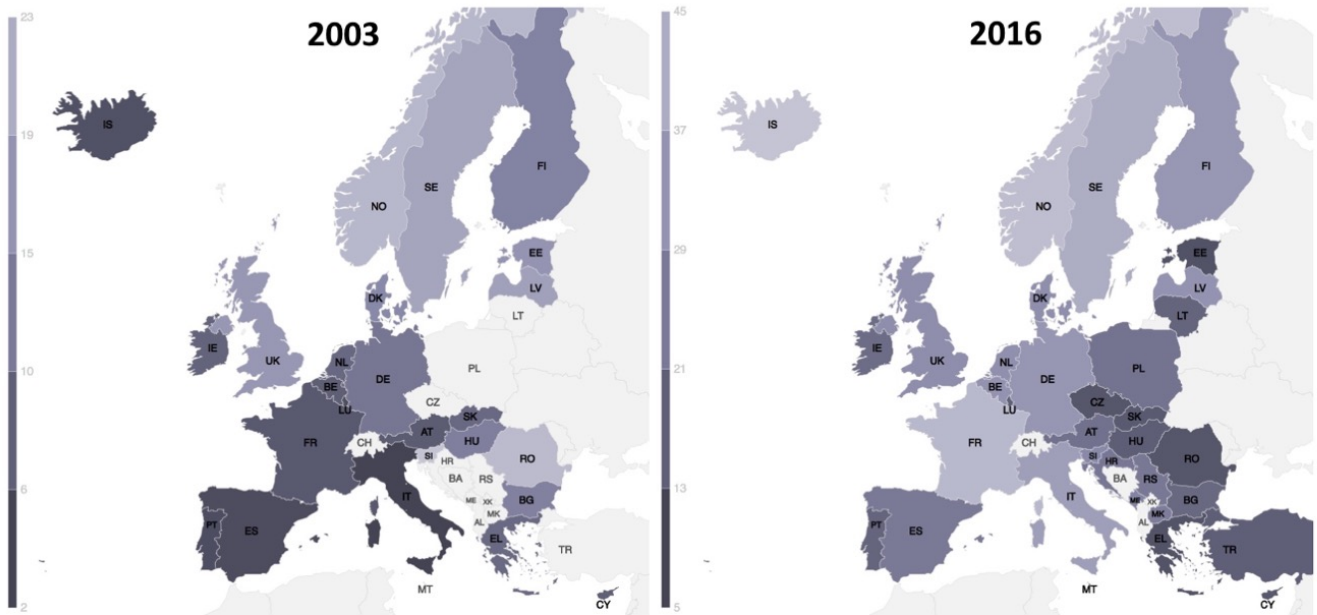 23
2003
19
15
10
6
2
IS
NO
SE
FI
EE
LV
LT
DK
IE
UK
NL
BE
LU
DE
PL
CZ
SK
AT
HU
FR
CH
SI
HR
RO
BA
RS
ME
XK
BG
MK
AL
IT
PT
ES
EL
TR
MT
CY
45
2016
37
29
21
13
5
IS
NO
SE
FI
EE
LV
LT
DK
IE
UK
NL
BE
LU
DE
PL
CZ
SK
AT
HU
FR
CH
SI
HR
RO
BA
RS
ME
XK
BG
MK
AL
IT
PT
ES
EL
TR
MT
CY